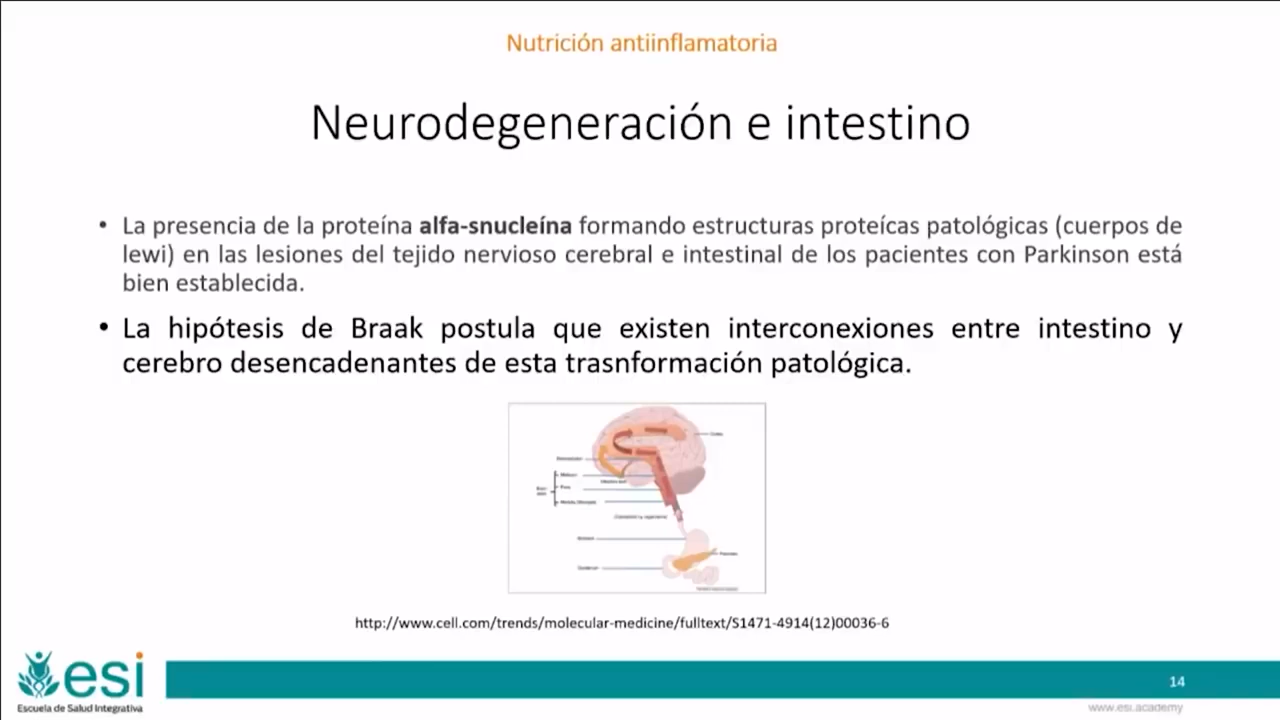 Nutrición antiinflamatoria
Neurodegeneración e intestino
• La presencia de la proteína alfa-snucleína formando estructuras proteícas patológicas (cuerpos de
lewi) en las lesiones del tejido nervioso cerebral e intestinal de los pacientes con Parkinson está
bien establecida.
• La hipótesis de Braak postula que existen interconexiones entre intestino y
cerebro desencadenantes de esta trasnformación patológica.
http://www.cell.com/trends/molecular-medicine/fulltext/S1471-4914(12)00036-6
esi
Escuela de Salud Integrativa
14
www.esi.academy